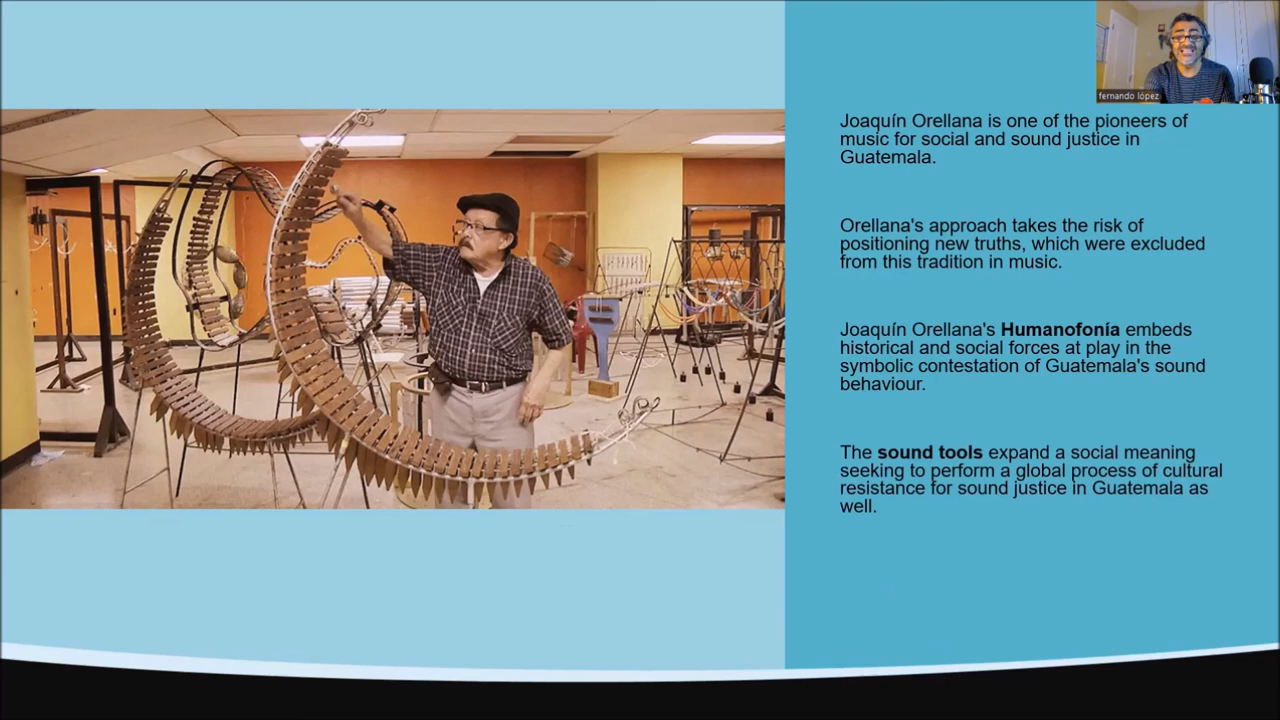 fernando lópez
Joaquín Orellana is one of the pioneers of
music for social and sound justice in
Guatemala.
Orellana's approach takes the risk of
positioning new truths, which were excluded
from this tradition in music.
Joaquín Orellana's Humanofonía embeds
historical and social forces at play in the
symbolic contestation of Guatemala's sound
behaviour.
The sound tools expand a social meaning
seeking to perform a global process of cultural
resistance for sound justice in Guatemala as
well.